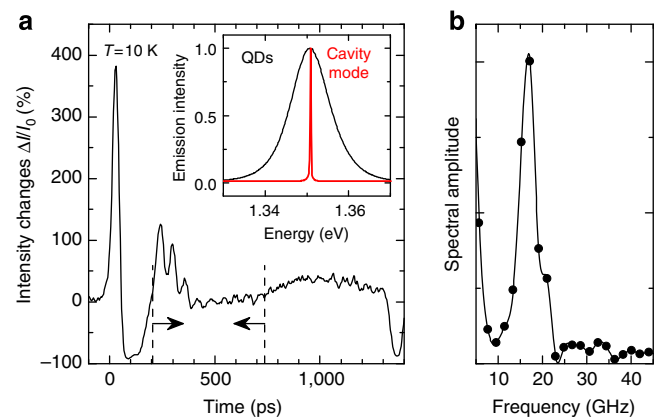 a
b
450
400
300
200
100
0
−100
Intensity changes ΔI/I0 (%)
T=10 K
0
500
1,000
Time (ps)
QDs
Cavity
mode
1.0
0.5
0.0
Emission intensity
1.34
1.36
Energy (eV)
Spectral amplitude
10
20
30
40
Frequency (GHz)